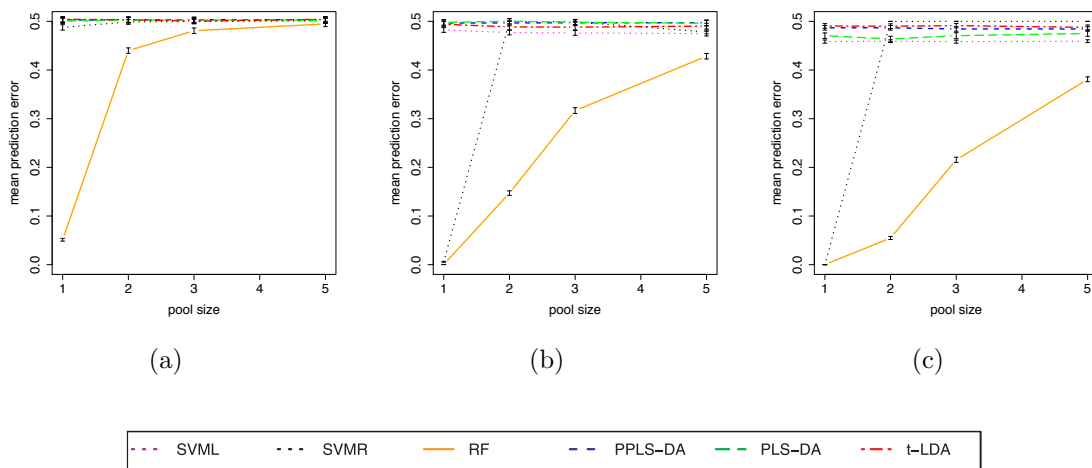 mean prediction error
0.5
0.4
0.3
0.2
0.1
0.0
1 2 3 4 5
pool size
(a)
mean prediction error
0.5
0.4
0.3
0.2
0.1
0.0
1 2 3 4 5
pool size
(b)
mean prediction error
0.5
0.4
0.3
0.2
0.1
0.0
1 2 3 4 5
pool size
(c)
SVML SVMR RF PPLS−DA PLS−DA t−LDA